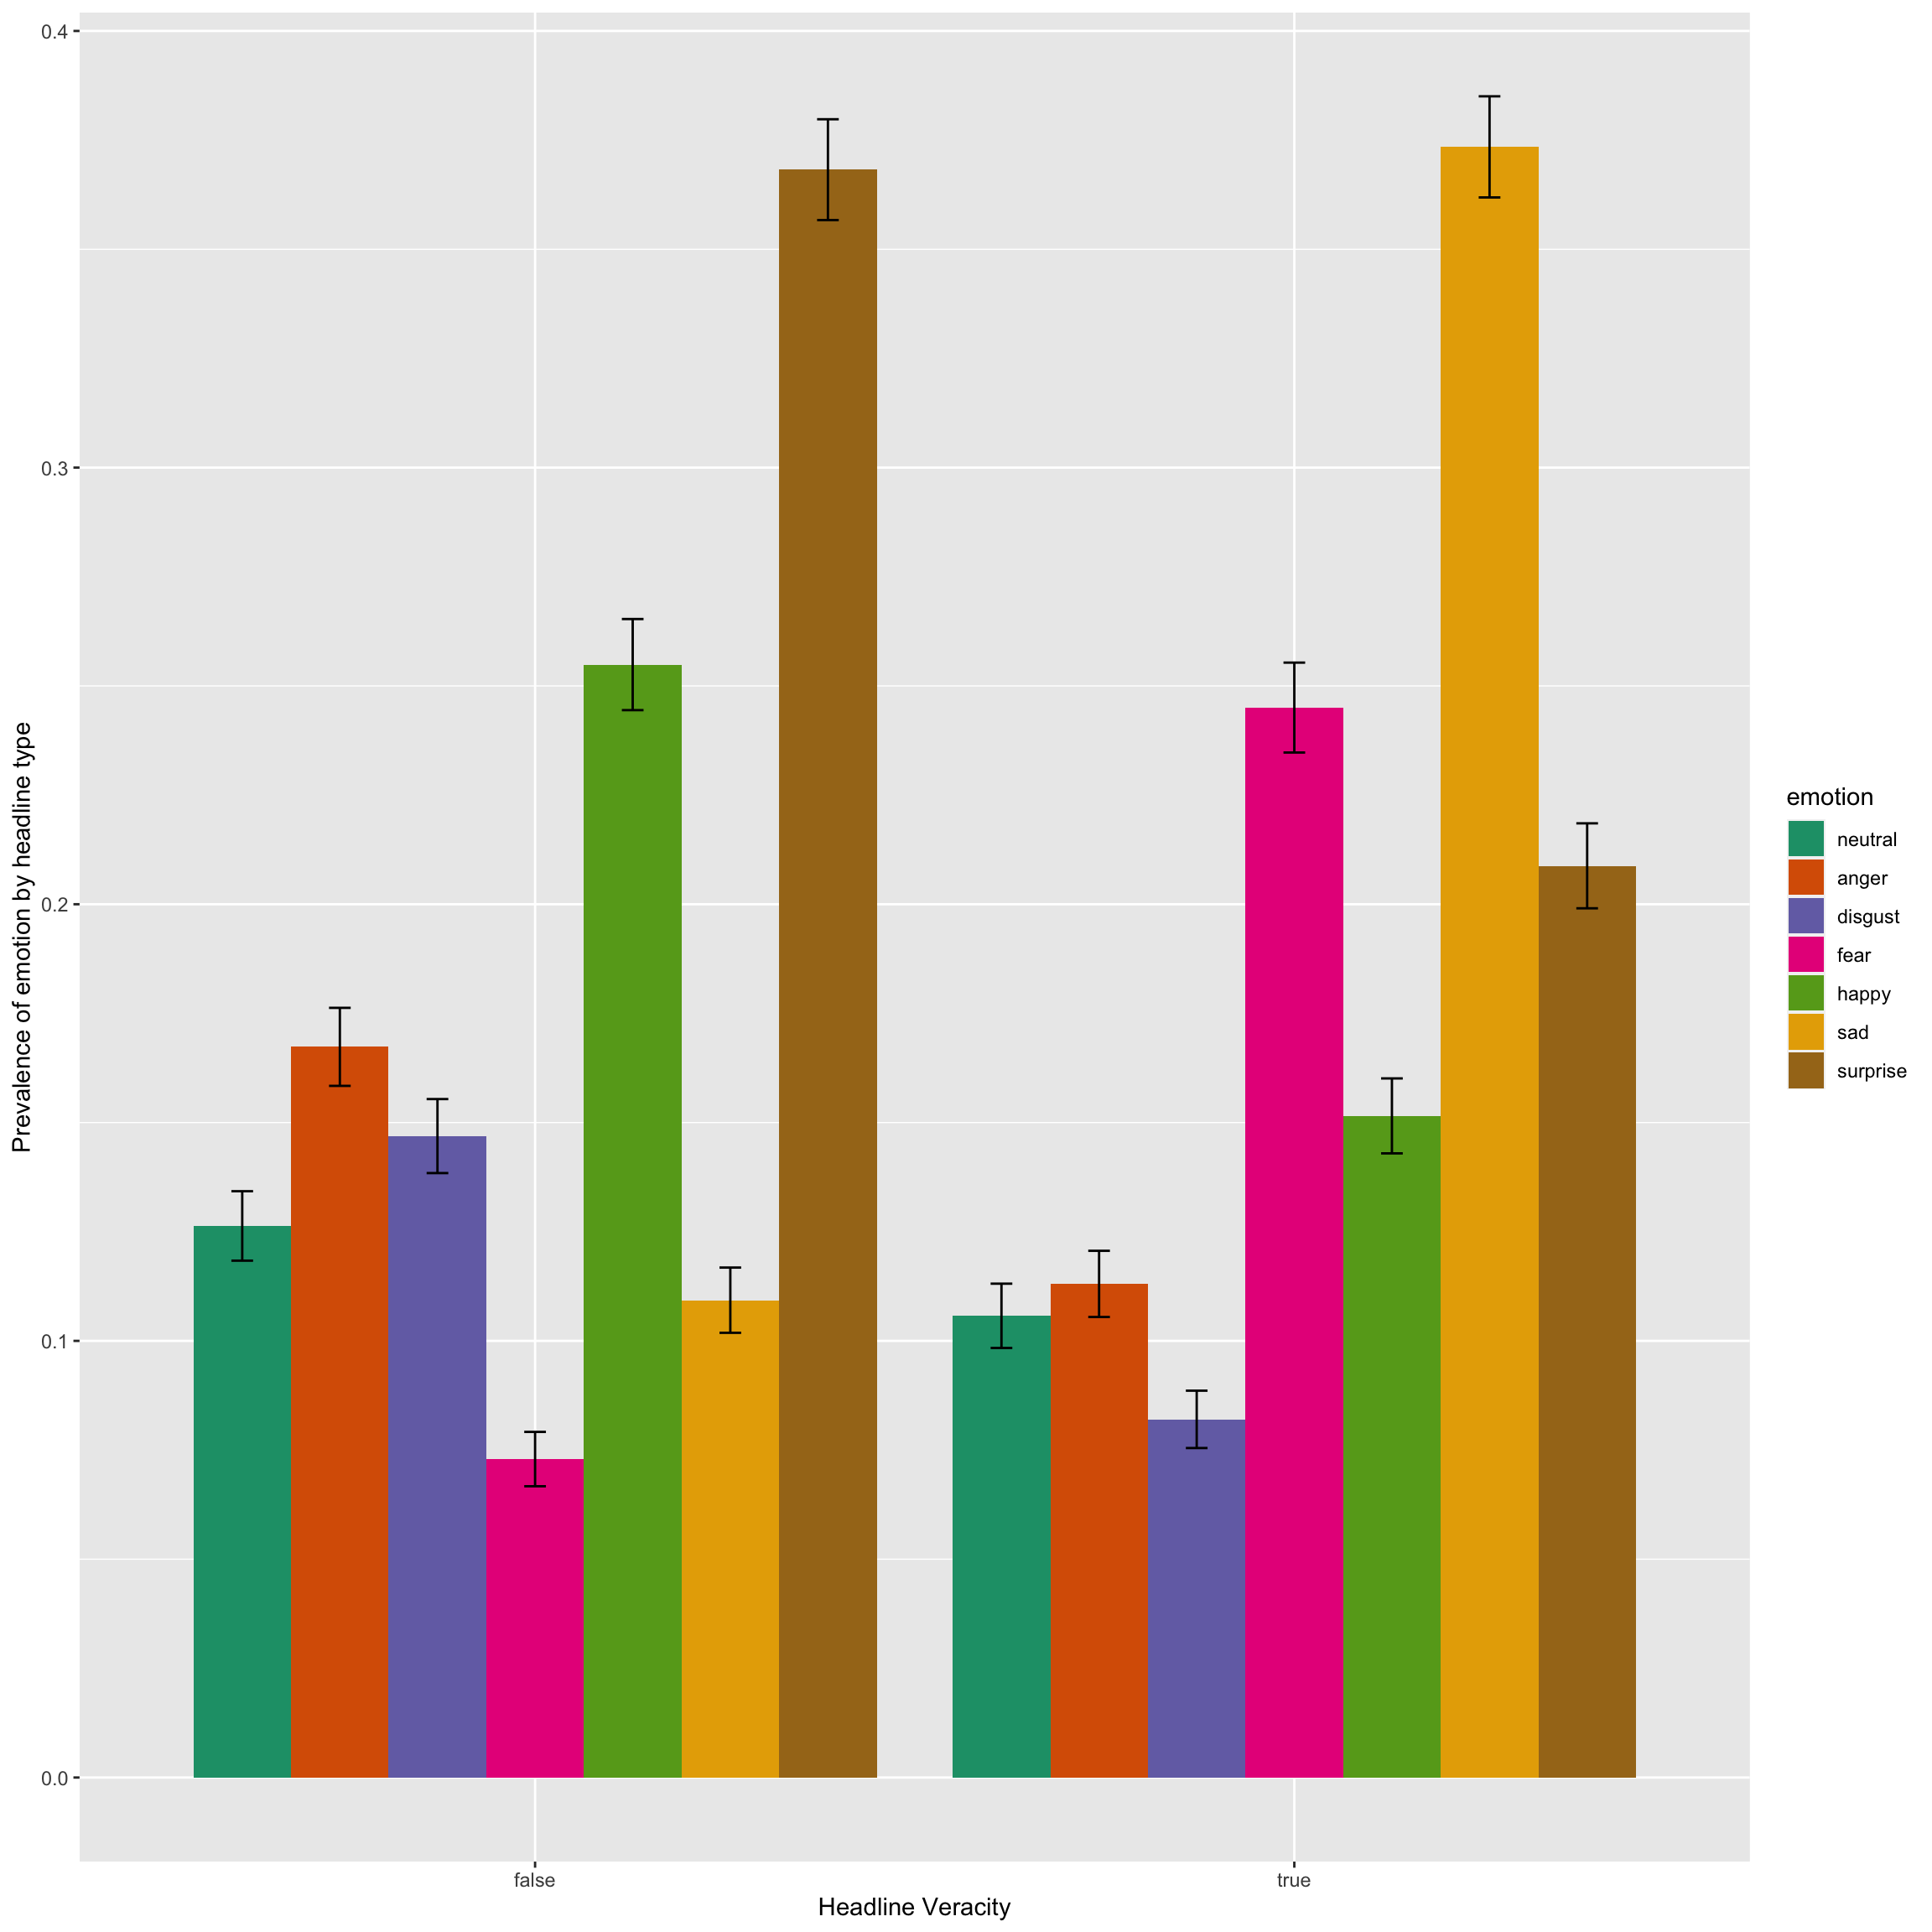 0.4
0.3
0.2
0.1
0.0
Prevalence of emotion by headline type
false
true
Headline Veracity
emotion
neutral
anger
disgust
fear
happy
sad
surprise